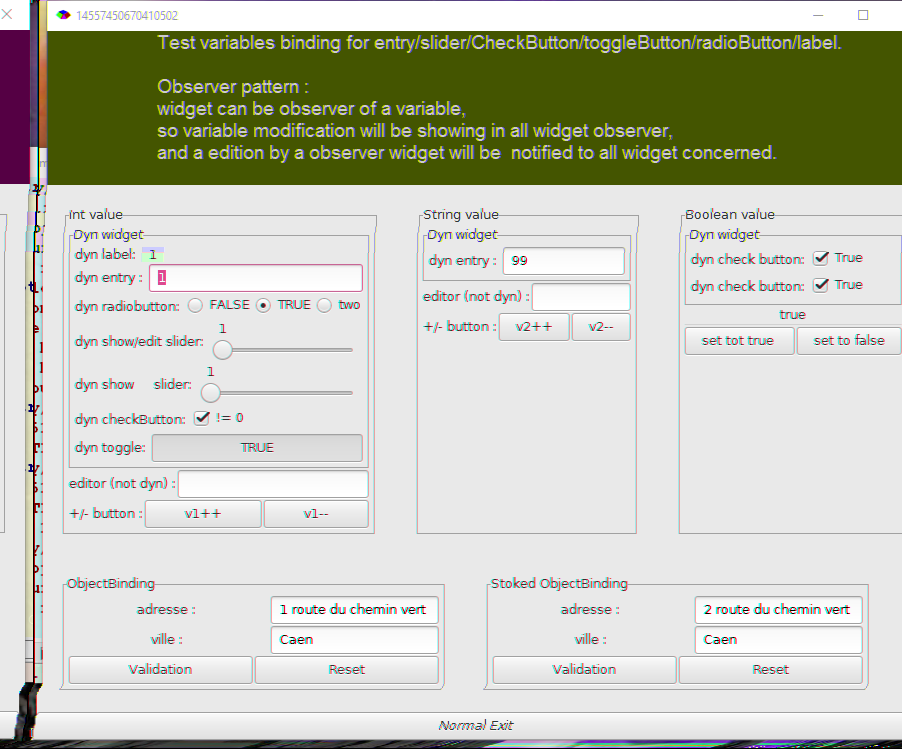 14557450670410502
Test variables binding for entry/slider/CheckButton/toggleButton/radioButton/label.
Observer pattern :
widget can be observer of a variable,
so variable modification will be showing in all widget observer,
and a edition by a observer widget will be notified to all widget concerned.
Int value
Dyn widget
dyn label: 1
dyn entry : 1
dyn radiobutton: FALSE TRUE two
1
dyn show/edit slider:
1
dyn show slider:
dyn checkButton: != 0
dyn toggle: TRUE
editor (not dyn) :
+/- button : v1++ v1--
String value
Dyn widget
dyn entry : 99
editor (not dyn) :
+/- button : v2++ v2--
Boolean value
Dyn widget
dyn check button: True
dyn check button: True
true
set tot true set to false
ObjectBinding
adresse : 1 route du chemin vert
ville : Caen
Validation Reset
Stoked ObjectBinding
adresse : 2 route du chemin vert
ville : Caen
Validation Reset
Normal Exit